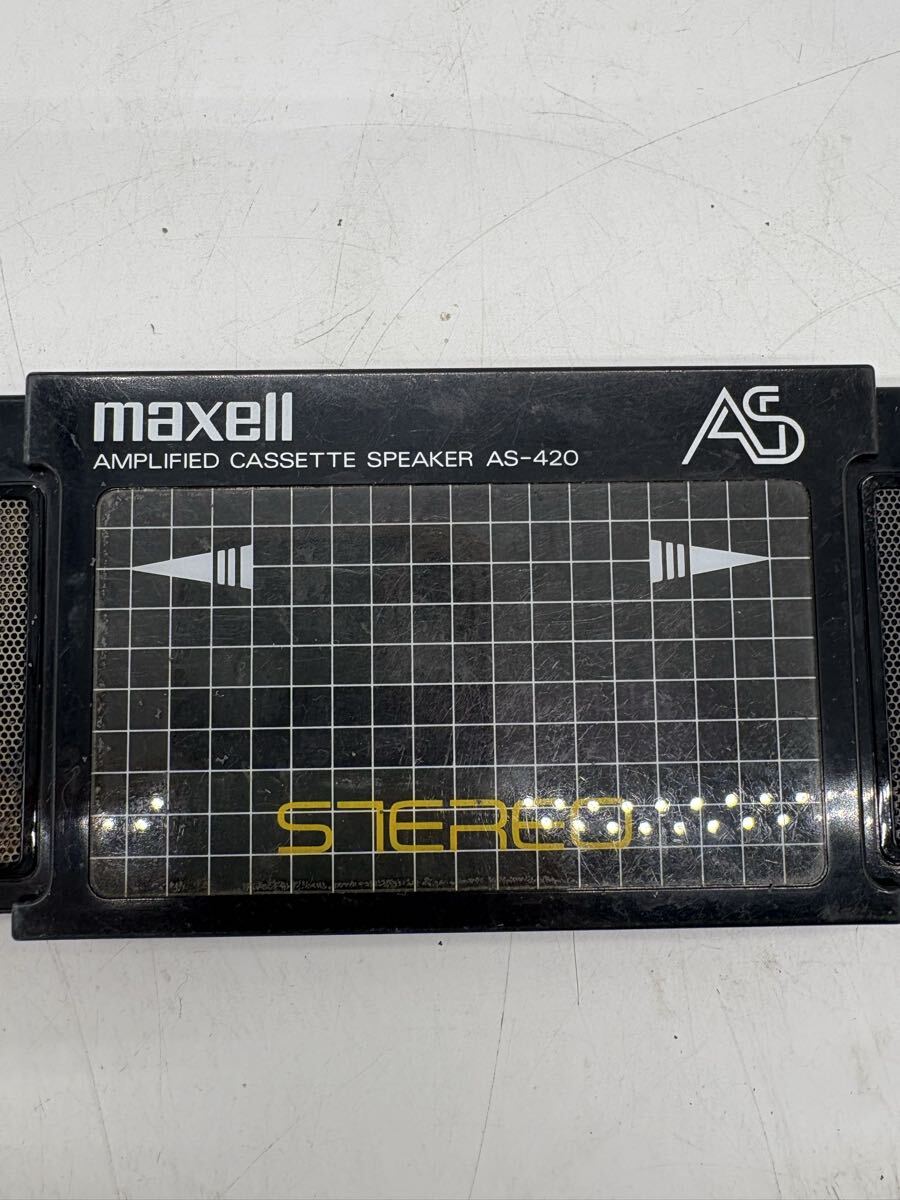 maxell
AS
AMPLIFIED CASSETTE SPEAKER AS-420
STEREO